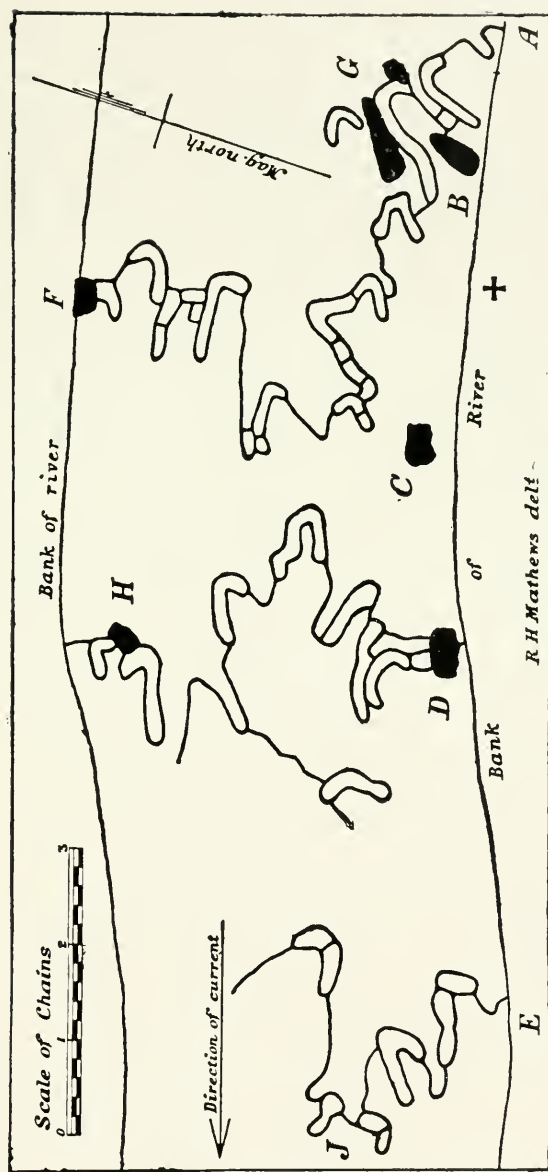 Scale of Chains
0 1 2 3
Bank of river
Mag. north
F
H
G
Direction of current
J
C
B
A
D
E
Bank of River
R H Mathews delt